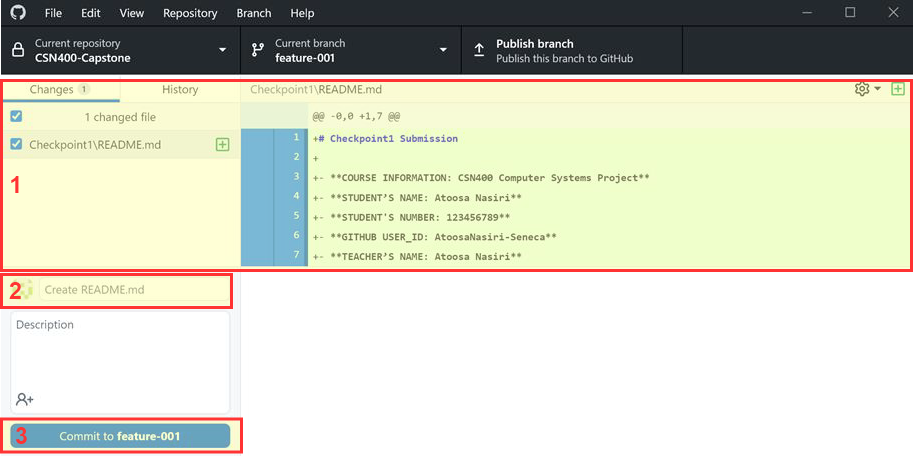 File Edit View Repository Branch Help
Current repository
CSN400-Capstone
Current branch
feature-001
Publish branch
Publish this branch to GitHub
Changes 1 History
Checkpoint1\README.md
1 changed file
@@ -0,0 +1,7 @@
Checkpoint1\README.md
1 +# Checkpoint1 Submission
2 +
3 +- **COURSE INFORMATION: CSN400 Computer Systems Project**
4 +- **STUDENT’S NAME: Atoosa Nasiri**
5 +- **STUDENT'S NUMBER: 123456789**
6 +- **GITHUB USER_ID: AtoosaNasiri-Seneca**
7 +- **TEACHER’S NAME: Atoosa Nasiri**
1
2 Create README.md
Description
3 Commit to feature-001